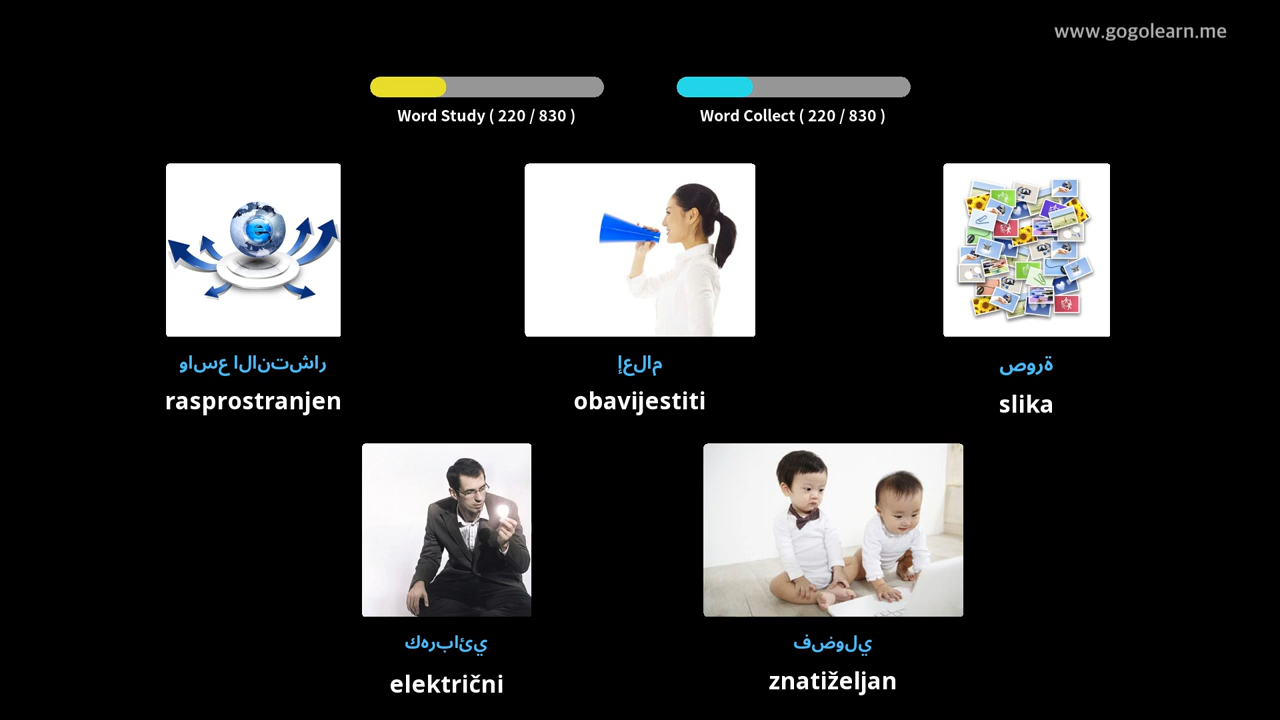 www.gogolearn.me
Word Study ( 220 / 830 )
Word Collect ( 220 / 830 )
واسع الانتشار
rasprostranjen
إعلام
obavijestiti
صورة
slika
كهربائي
električni
فضولي
znatiželjan